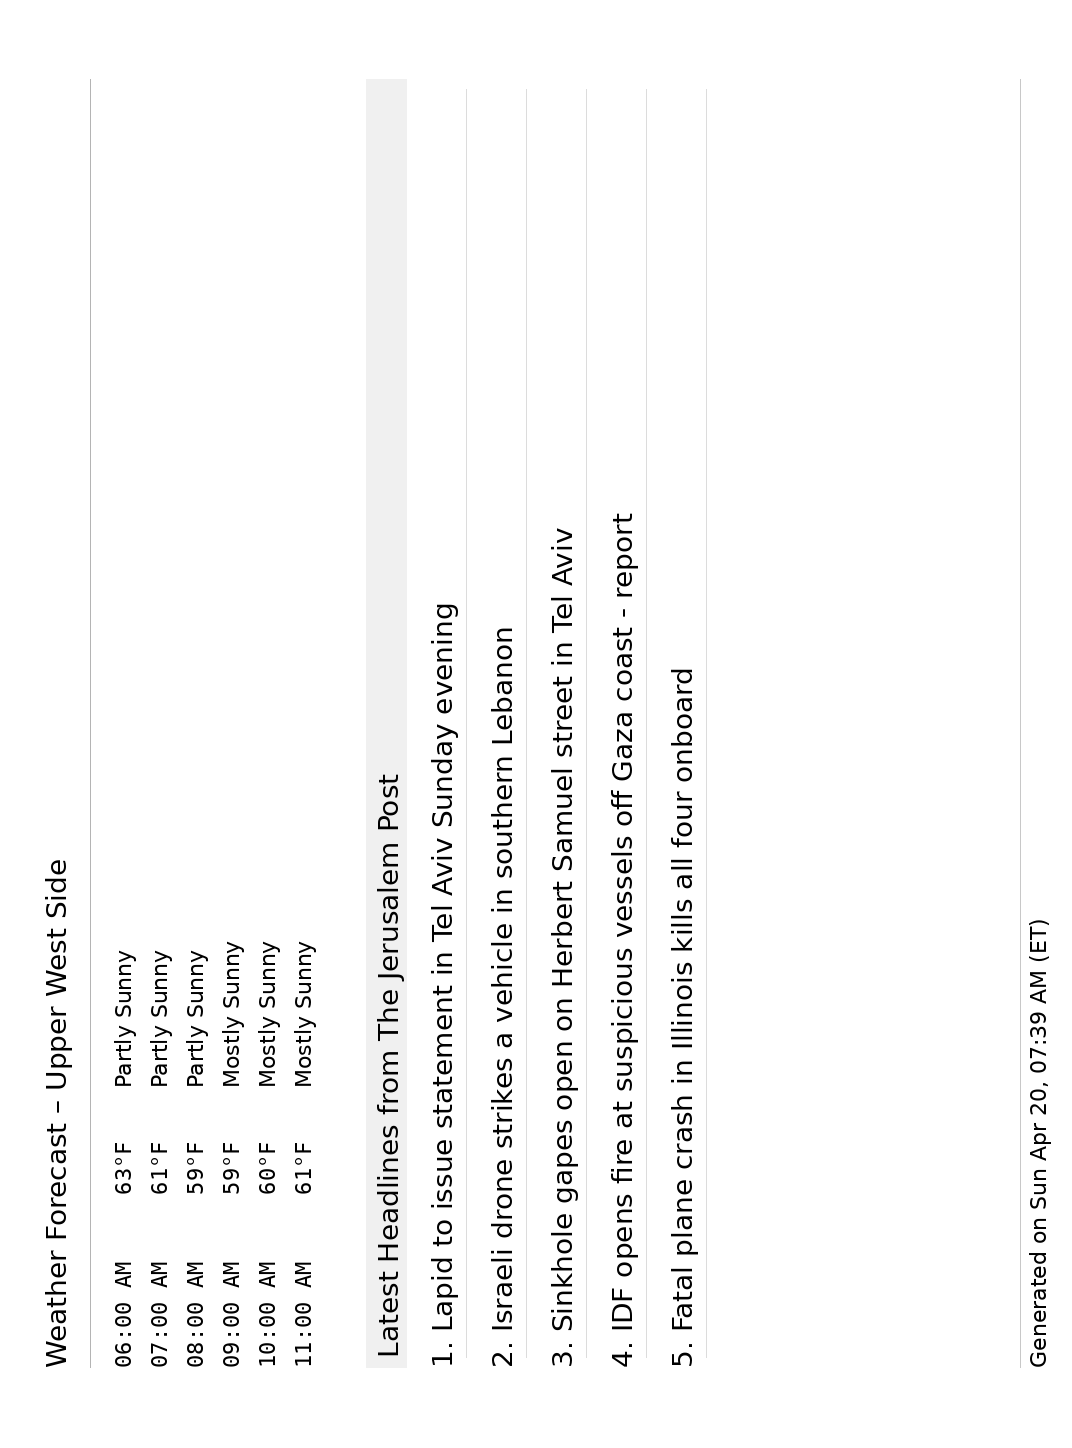 Weather Forecast – Upper West Side
06:00 AM 63°F Partly Sunny
07:00 AM 61°F Partly Sunny
08:00 AM 59°F Partly Sunny
09:00 AM 59°F Mostly Sunny
10:00 AM 60°F Mostly Sunny
11:00 AM 61°F Mostly Sunny
Latest Headlines from The Jerusalem Post
1. Lapid to issue statement in Tel Aviv Sunday evening
2. Israeli drone strikes a vehicle in southern Lebanon
3. Sinkhole gapes open on Herbert Samuel street in Tel Aviv
4. IDF opens fire at suspicious vessels off Gaza coast - report
5. Fatal plane crash in Illinois kills all four onboard
Generated on Sun Apr 20, 07:39 AM (ET)